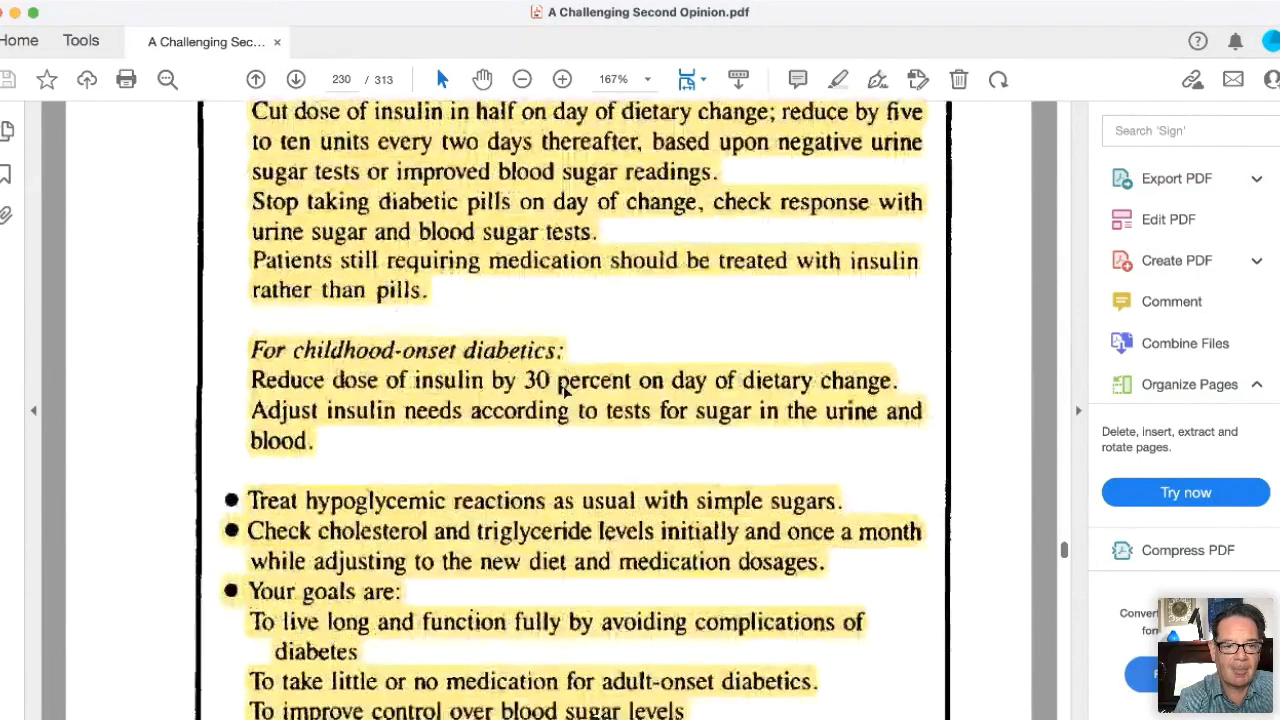 A Challenging Second Opinion.pdf
Home
Tools
A Challenging Sec...
230 / 313
167%
Cut dose of insulin in half on day of dietary change; reduce by five
to ten units every two days thereafter, based upon negative urine
sugar tests or improved blood sugar readings.
Stop taking diabetic pills on day of change, check response with
urine sugar and blood sugar tests.
Patients still requiring medication should be treated with insulin
rather than pills.
For childhood-onset diabetics:
Reduce dose of insulin by 30 percent on day of dietary change.
Adjust insulin needs according to tests for sugar in the urine and
blood.
● Treat hypoglycemic reactions as usual with simple sugars.
● Check cholesterol and triglyceride levels initially and once a month
while adjusting to the new diet and medication dosages.
● Your goals are:
To live long and function fully by avoiding complications of
diabetes
To take little or no medication for adult-onset diabetics.
To improve control over blood sugar levels
Search 'Sign'
Export PDF
Edit PDF
Create PDF
Comment
Combine Files
Organize Pages
Delete, insert, extract and
rotate pages.
Try now
Compress PDF